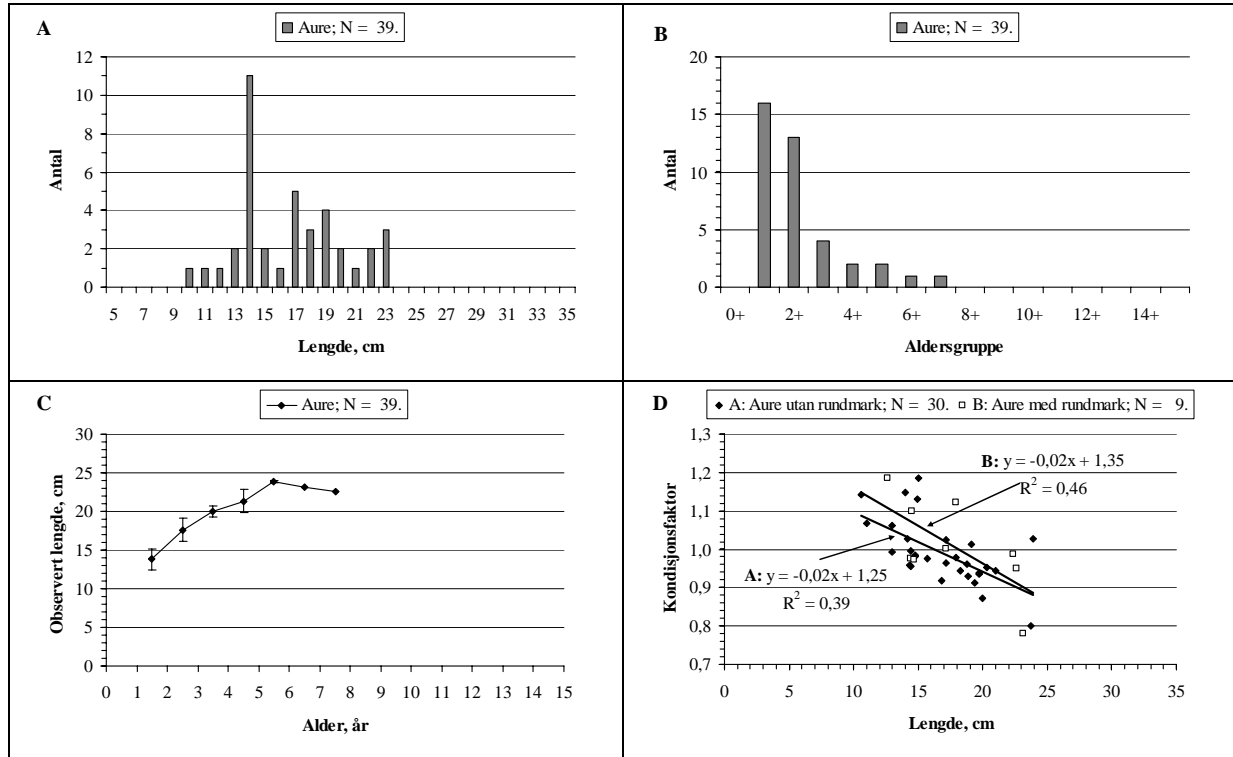 A
Aure; N = 39.
12
10
8
6
4
2
0
Antal
5 7 9 11 13 15 17 19 21 23 25 27 29 31 33 35
Lengde, cm
B
Aure; N = 39.
20
15
10
5
0
Antal
0+ 2+ 4+ 6+ 8+ 10+ 12+ 14+
Aldersgruppe
C
Aure; N = 39.
30
25
20
15
10
5
0
Observert lengde, cm
0 1 2 3 4 5 6 7 8 9 10 11 12 13 14 15
Alder, år
D
A: Aure utan rundmark; N = 30. B: Aure med rundmark; N = 9.
1,3
1,2
1,1
1,0
0,9
0,8
0,7
Kondisjonsfaktor
B: y = -0,02x + 1,35
R² = 0,46
A: y = -0,02x + 1,25
R² = 0,39
0 5 10 15 20 25 30 35
Lengde, cm